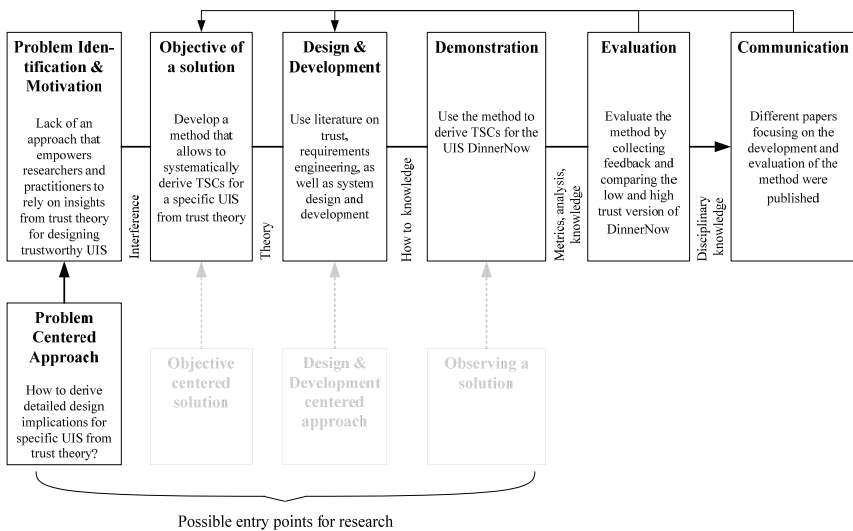 Problem Iden-
tification &
Motivation
Lack of an
approach that
empowers
researchers and
practitioners to
rely on insights
from trust theory
for designing
trustworthy UIS
Interference
Objective of
a solution
Develop a
method that
allows to
systematically
derive TSCs for
a specific UIS
from trust theory
Theory
Design &
Development
Use literature on
trust,
requirements
engineering, as
well as system
design and
development
How to knowledge
Demonstration
Use the method to
derive TSCs for the
UIS DinnerNow
Metrics, analysis,
knowledge
Evaluation
Evaluate the
method by
collecting
feedback and
comparing the
low and high
trust version of
DinnerNow
Disciplinary
knowledge
Communication
Different papers
focusing on the
development and
evaluation of the
method were
published
Problem
Centered
Approach
How to derive
detailed design
implications for
specific UIS from
trust theory?
Objective
centered
solution
Design &
Development
centered
approach
Observing a
solution
Possible entry points for research